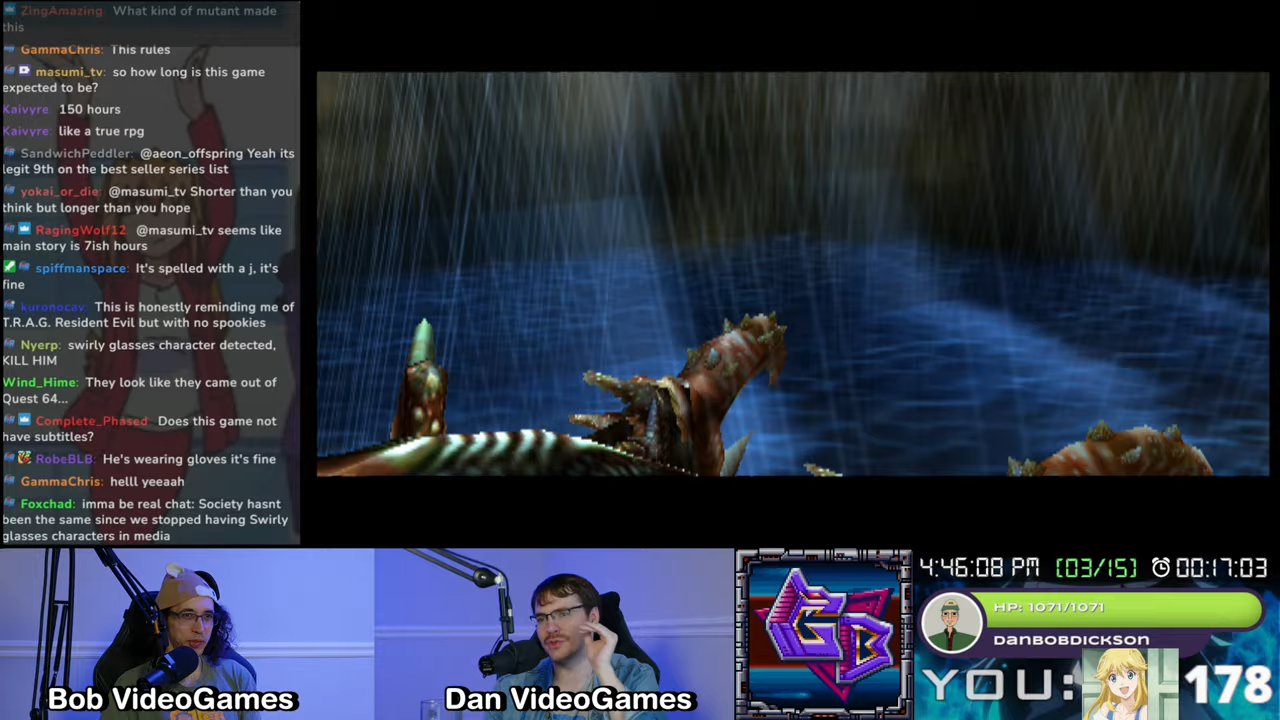 ZingAmazing: What kind of mutant made
this
GammaChris: This rules
masumi_tv: so how long is this game
expected to be?
Kaivyre: 150 hours
Kaivyre: like a true rpg
SandwichPeddler: @aeon_offspring Yeah its
legit 9th on the best seller series list
yokai_or_die: @masumi_tv Shorter than you
think but longer than you hope
RagingWolf12: @masumi_tv seems like
main story is 7ish hours
spiffmanspace: It's spelled with a j, it's
fine
kuronocav: This is honestly reminding me of
T.R.A.G. Resident Evil but with no spookies
Nyerp: swirly glasses character detected,
KILL HIM
Wind_Hime: They look like they came out of
Quest 64...
Complete_Phased: Does this game not
have subtitles?
RobeBLB: He's wearing gloves it's fine
GammaChris: helll yeeaah
Foxchad: imma be real chat: Society hasnt
been the same since we stopped having Swirly
glasses characters in media
Bob VideoGames
Dan VideoGames
GB
4:46:08 PM [03/15] 00:17:03
HP: 1071/1071
DANBOBDICKSON
YOU: 178